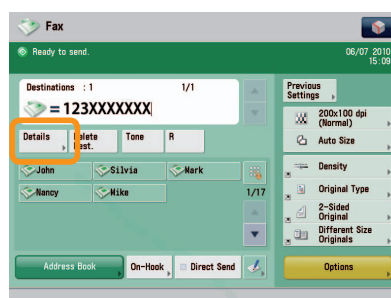 Fax
Ready to send.
06/07 2010
15:09
Destinations : 1
1/1
= 123XXXXXXX
Previous
Settings
200x100 dpi
(Normal)
Auto Size
Details
Delete
Dest.
Tone
R
John
Silvia
Mark
Nancy
Mike
1/17
Density
Original Type
2-Sided
Original
Different Size
Originals
Address Book
On-Hook
Direct Send
Options